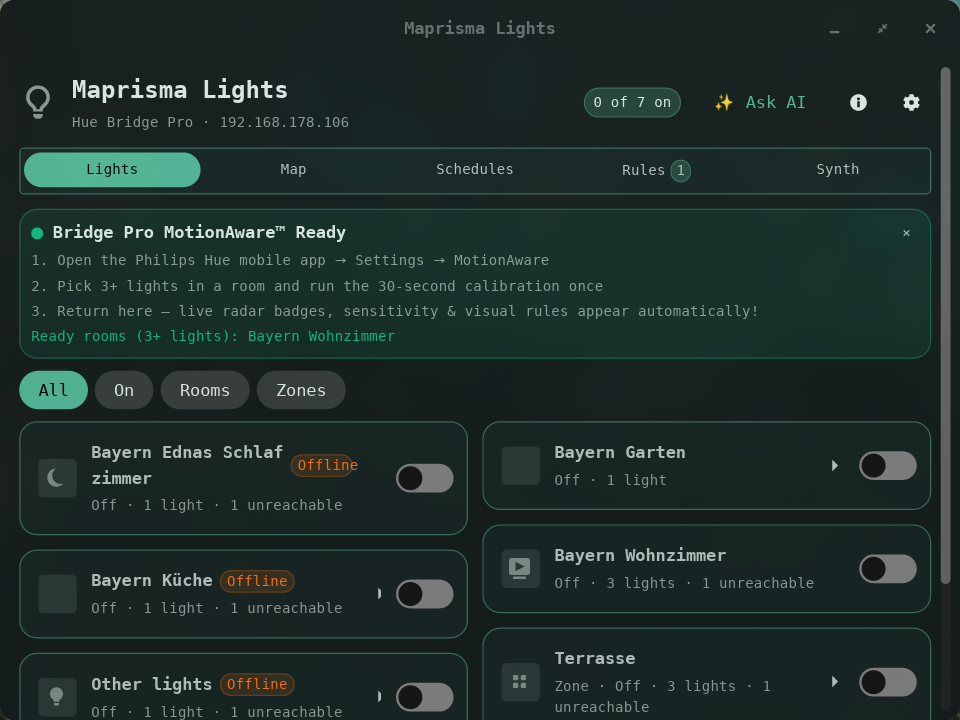 Maprisma Lights
Maprisma Lights
Hue Bridge Pro · 192.168.178.106
0 of 7 on
✨ Ask AI
Lights
Map
Schedules
Rules 1
Synth
Bridge Pro MotionAware™ Ready
1. Open the Philips Hue mobile app → Settings → MotionAware
2. Pick 3+ lights in a room and run the 30-second calibration once
3. Return here — live radar badges, sensitivity & visual rules appear automatically!
Ready rooms (3+ lights): Bayern Wohnzimmer
All
On
Rooms
Zones
Bayern Ednas Schlaf
zimmer
Offline
Off · 1 light · 1 unreachable
Bayern Garten
Off · 1 light
Bayern Küche Offline
Off · 1 light · 1 unreachable
Bayern Wohnzimmer
Off · 3 lights · 1 unreachable
Other lights Offline
Off · 1 light · 1 unreachable
Terrasse
Zone · Off · 3 lights · 1
unreachable